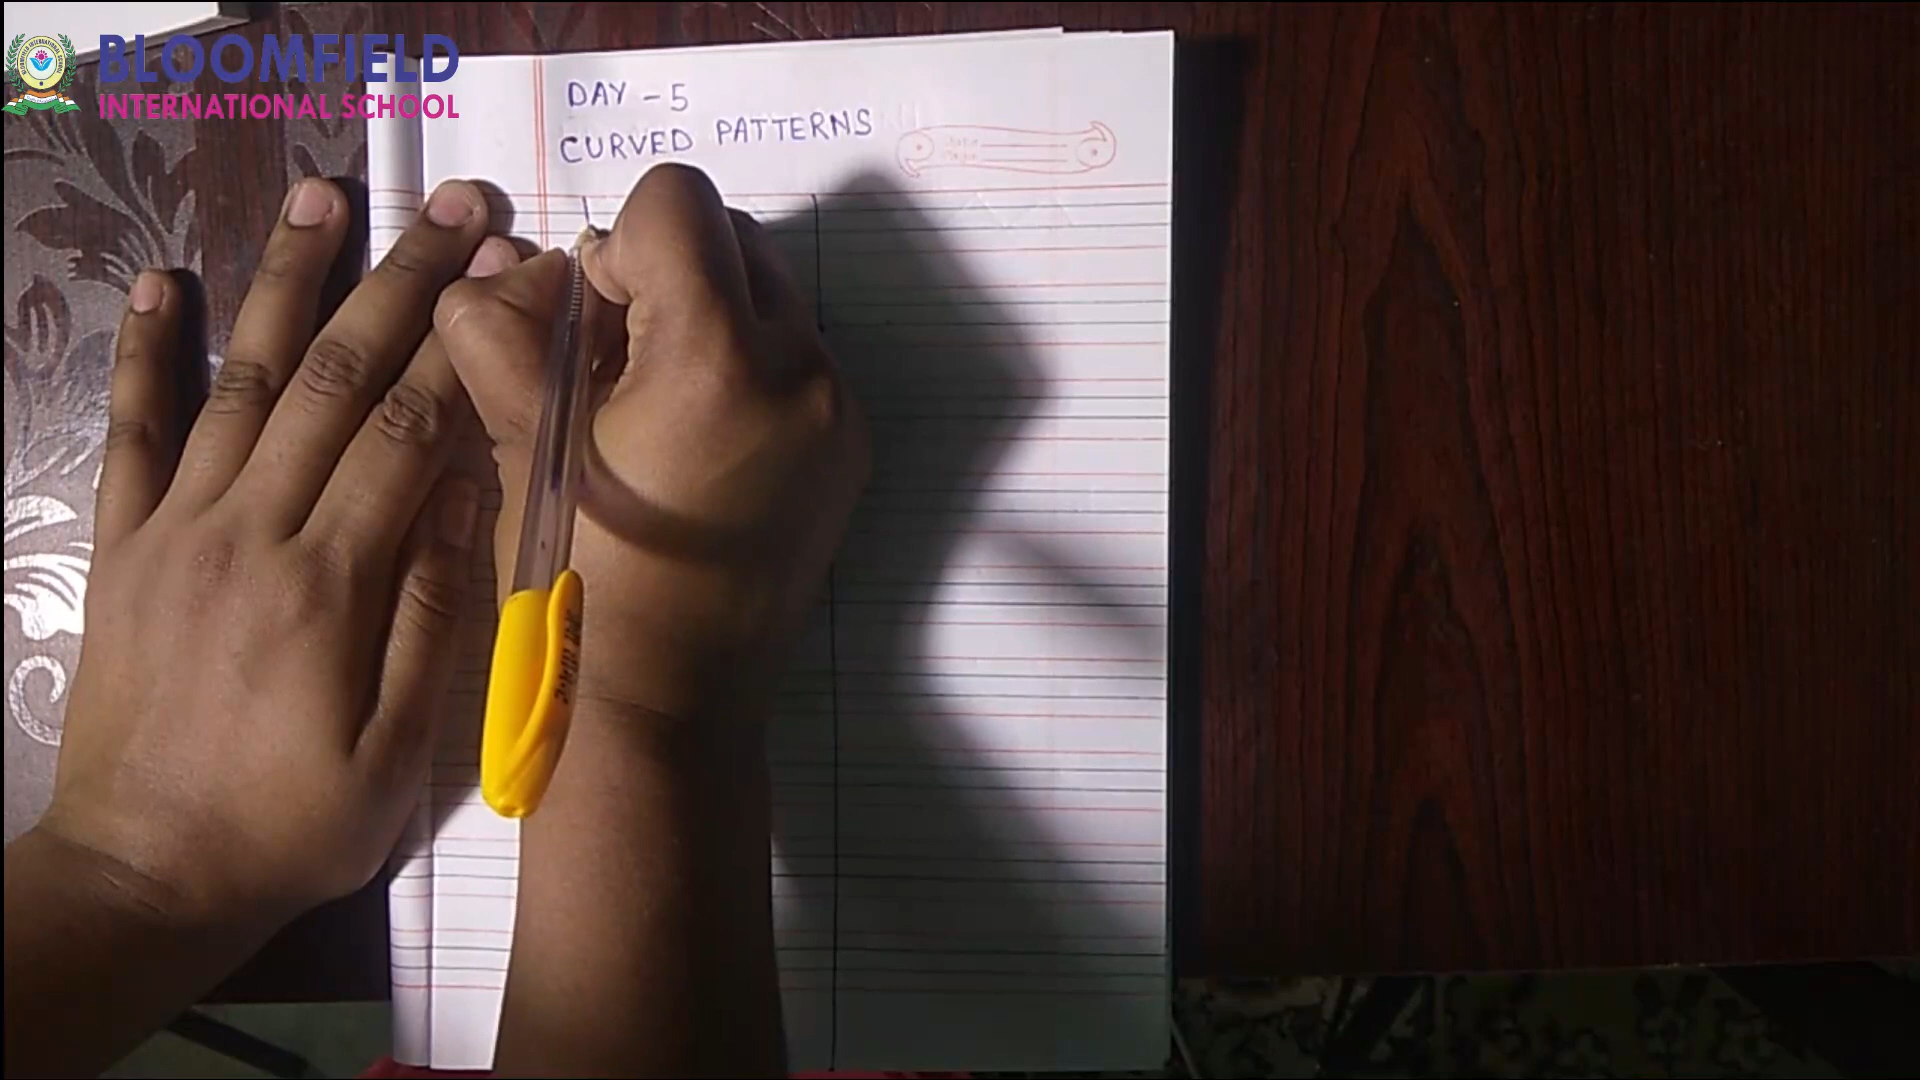 BLOOMFIELD
INTERNATIONAL SCHOOL
DAY - 5
CURVED PATTERNS